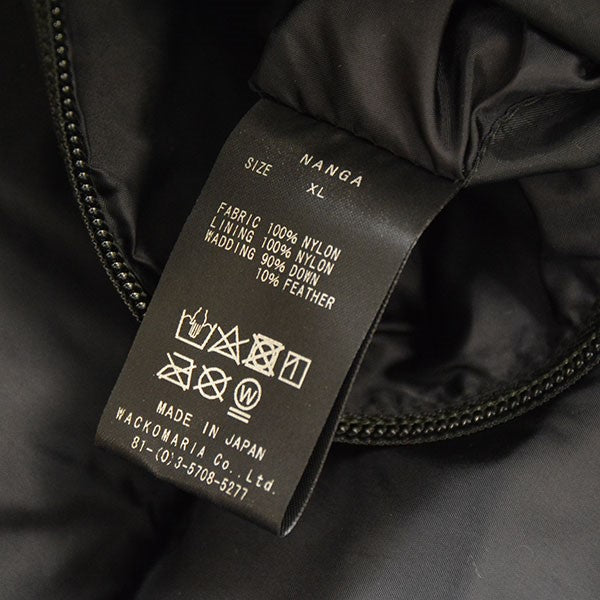 NANGA
SIZE XL
FABRIC 100% NYLON
LINING 100% NYLON
WADDING 90% DOWN
10% FEATHER
W
MADE IN JAPAN
WACKOMARIA Co., Ltd.
81-(0)3-5708-5277